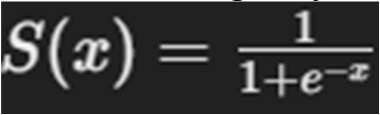 S(x) = 1/(1+e^{-x})